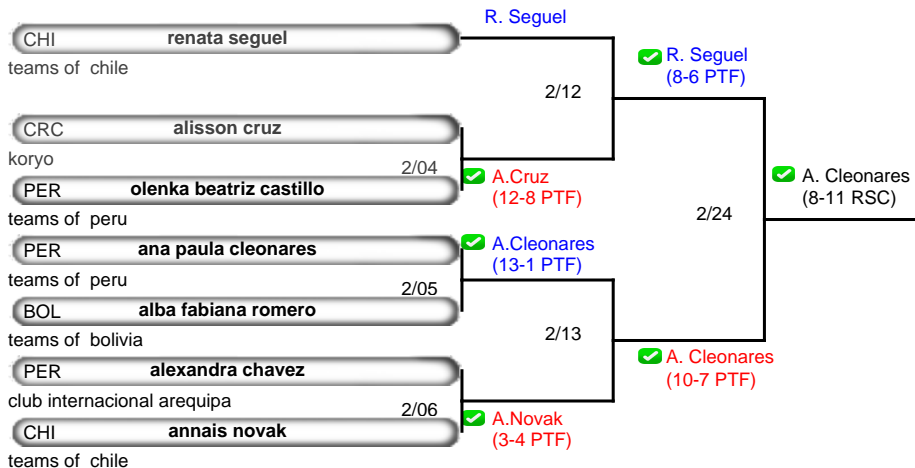 R. Seguel
CHI renata seguel
teams of chile
R. Seguel
(8-6 PTF)
2/12
CRC alisson cruz
koryo
2/04
A.Cruz
(12-8 PTF)
PER olenka beatriz castillo
teams of peru
A. Cleonares
(8-11 RSC)
2/24
PER ana paula cleonares
teams of peru
A.Cleonares
(13-1 PTF)
2/05
BOL alba fabiana romero
teams of bolivia
2/13
PER alexandra chavez
club internacional arequipa
A. Cleonares
(10-7 PTF)
2/06
CHI annais novak
teams of chile
A.Novak
(3-4 PTF)